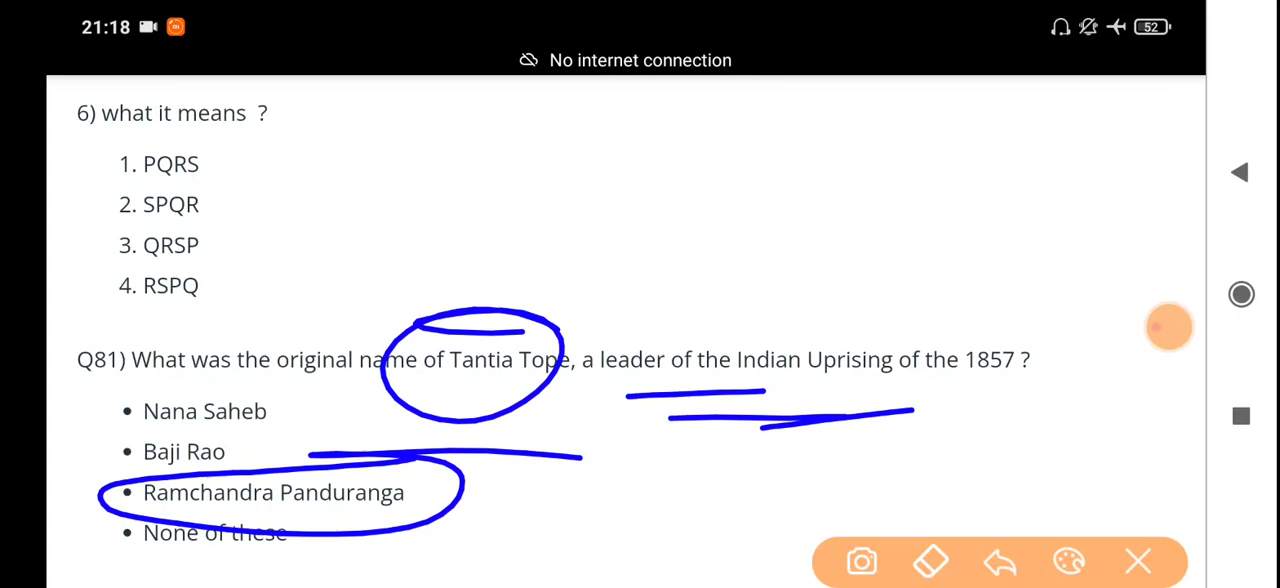 21:18
52
No internet connection
6) what it means ?
1. PQRS
2. SPQR
3. QRSP
4. RSPQ
Q81) What was the original name of Tantia Tope, a leader of the Indian Uprising of the 1857 ?
• Nana Saheb
• Baji Rao
• Ramchandra Panduranga
• None of these